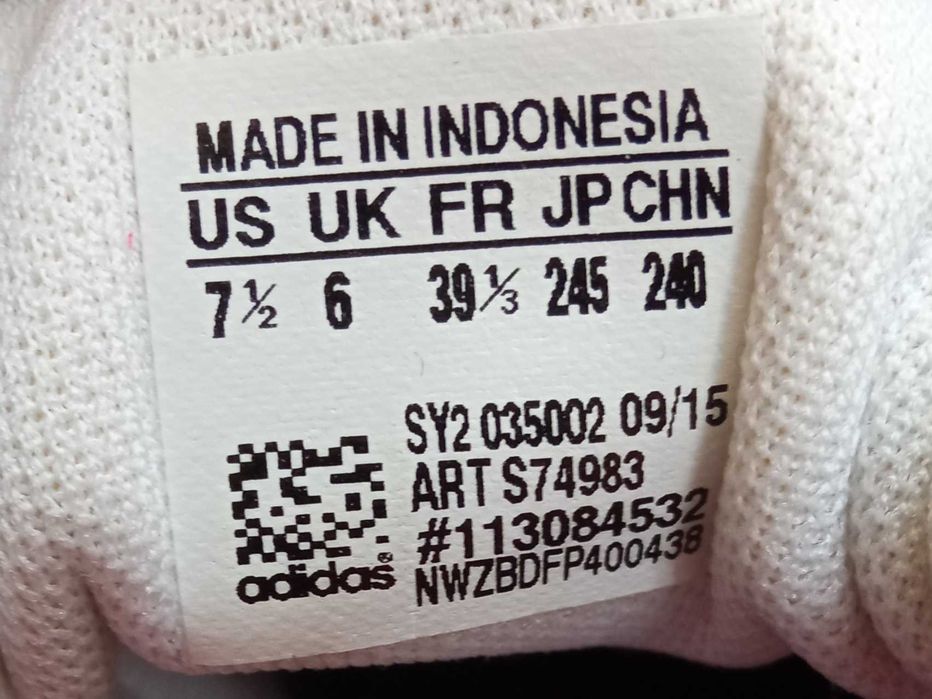 MADE IN INDONESIA
US UK FR JP CHN
7½ 6 39⅓ 245 240
SY2 035002 09/15
ART S74983
#113084532
adidas®
NWZBDFP400438